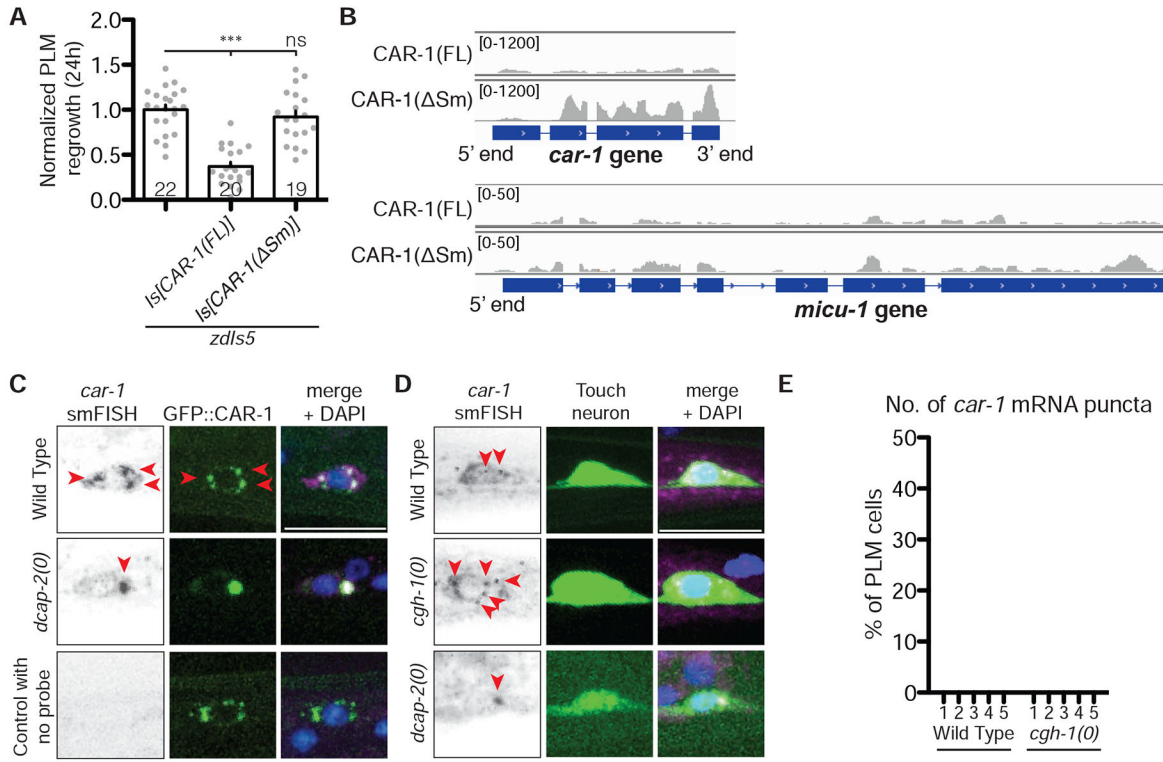 A
2.0
1.5
1.0
0.5
0.0
Normalized PLM
regrowth (24h)
***
ns
22
20
19
Is[CAR-1(FL)]
Is[CAR-1(ΔSm)]
zdIs5
B
CAR-1(FL)
[0-1200]
CAR-1(ΔSm)
[0-1200]
5' end
car-1 gene
3' end
CAR-1(FL)
[0-50]
CAR-1(ΔSm)
[0-50]
5' end
micu-1 gene
C
car-1
smFISH
GFP::CAR-1
merge
+ DAPI
Wild Type
dcap-2(0)
Control with
no probe
D
car-1
smFISH
Touch
neuron
merge
+ DAPI
Wild Type
cgh-1(0)
dcap-2(0)
E
No. of car-1 mRNA puncta
% of PLM cells
50
40
30
20
10
0
1 2 3 4 5 1 2 3 4 5
Wild Type cgh-1(0)